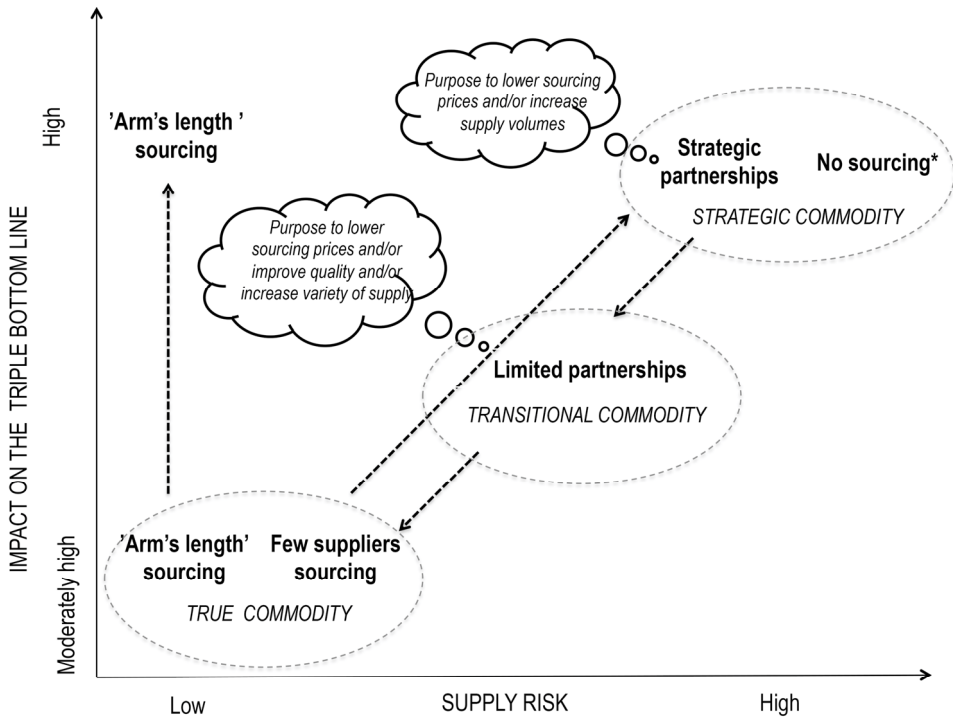 IMPACT ON THE TRIPLE BOTTOM LINE
High
Moderately high
'Arm's length '
sourcing
Purpose to lower sourcing
prices and/or increase
supply volumes
Strategic
partnerships
No sourcing*
STRATEGIC COMMODITY
Purpose to lower
sourcing prices and/or
improve quality and/or
increase variety of supply
Limited partnerships
TRANSITIONAL COMMODITY
'Arm's length'
sourcing
Few suppliers
sourcing
TRUE COMMODITY
Low
SUPPLY RISK
High